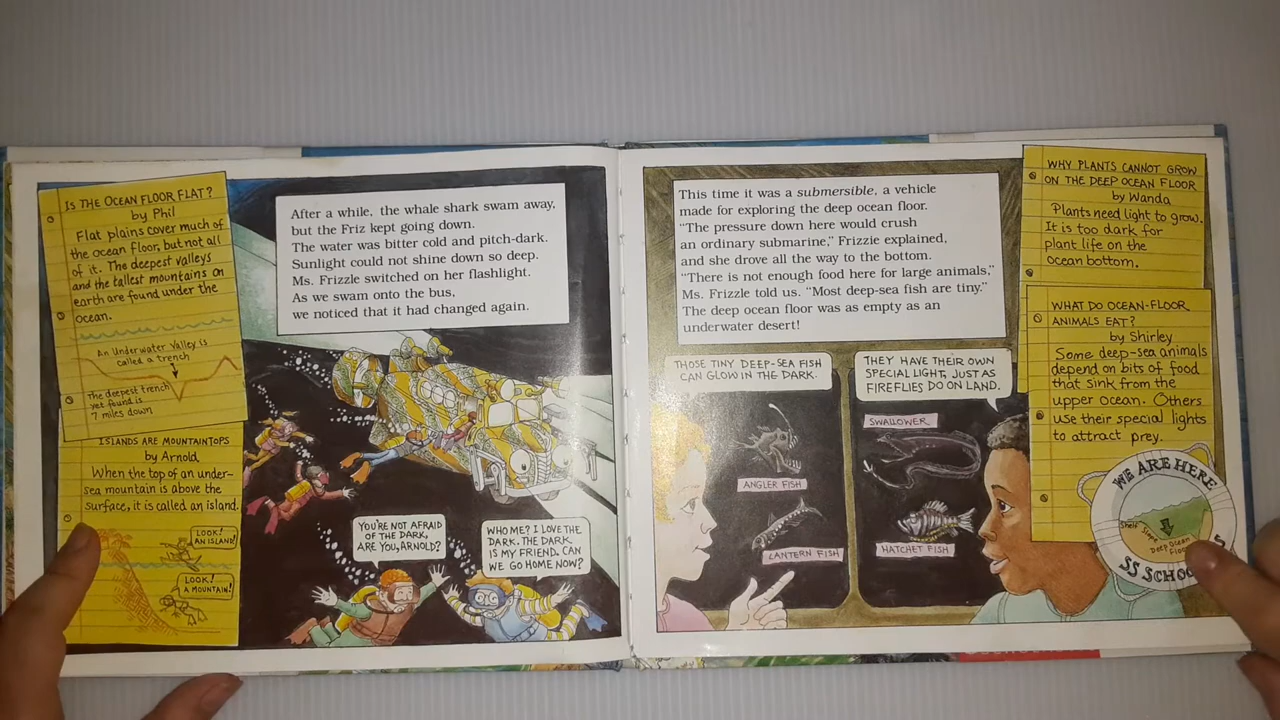 IS THE OCEAN FLOOR FLAT?
by Phil
Flat plains cover much of
the ocean floor, but not all
of it. The deepest valleys
and the tallest mountains on
earth are found under the
ocean.
An Underwater Valley is
called a trench
The deepest trench
yet found is
7 miles down
ISLANDS ARE MOUNTAINTOPS
by Arnold
When the top of an under-
sea mountain is above the
surface, it is called an island.
LOOK!
AN ISLAND!
LOOK!
A MOUNTAIN!
After a while, the whale shark swam away,
but the Friz kept going down.
The water was bitter cold and pitch-dark.
Sunlight could not shine down so deep.
Ms. Frizzle switched on her flashlight.
As we swam onto the bus,
we noticed that it had changed again.
YOU'RE NOT AFRAID
OF THE DARK,
ARE YOU, ARNOLD?
WHO ME? I LOVE THE
DARK. THE DARK
IS MY FRIEND. CAN
WE GO HOME NOW?
This time it was a submersible, a vehicle
made for exploring the deep ocean floor.
"The pressure down here would crush
an ordinary submarine," Frizzie explained,
and she drove all the way to the bottom.
"There is not enough food here for large animals,"
Ms. Frizzle told us. "Most deep-sea fish are tiny."
The deep ocean floor was as empty as an
underwater desert!
THOSE TINY DEEP-SEA FISH
CAN GLOW IN THE DARK.
THEY HAVE THEIR OWN
SPECIAL LIGHT, JUST AS
FIREFLIES DO ON LAND.
ANGLER FISH
LANTERN FISH
SWALLOWER
HATCHET FISH
WHY PLANTS CANNOT GROW
ON THE DEEP OCEAN FLOOR
by Wanda
Plants need light to grow.
It is too dark for
plant life on the
ocean bottom.
WHAT DO OCEAN-FLOOR
ANIMALS EAT?
by Shirley
Some deep-sea animals
depend on bits of food
that sink from the
upper ocean. Others
use their special lights
to attract prey.
WE ARE HERE
Shelf
Slope
Deep Ocean
Floor
SS SCHOO